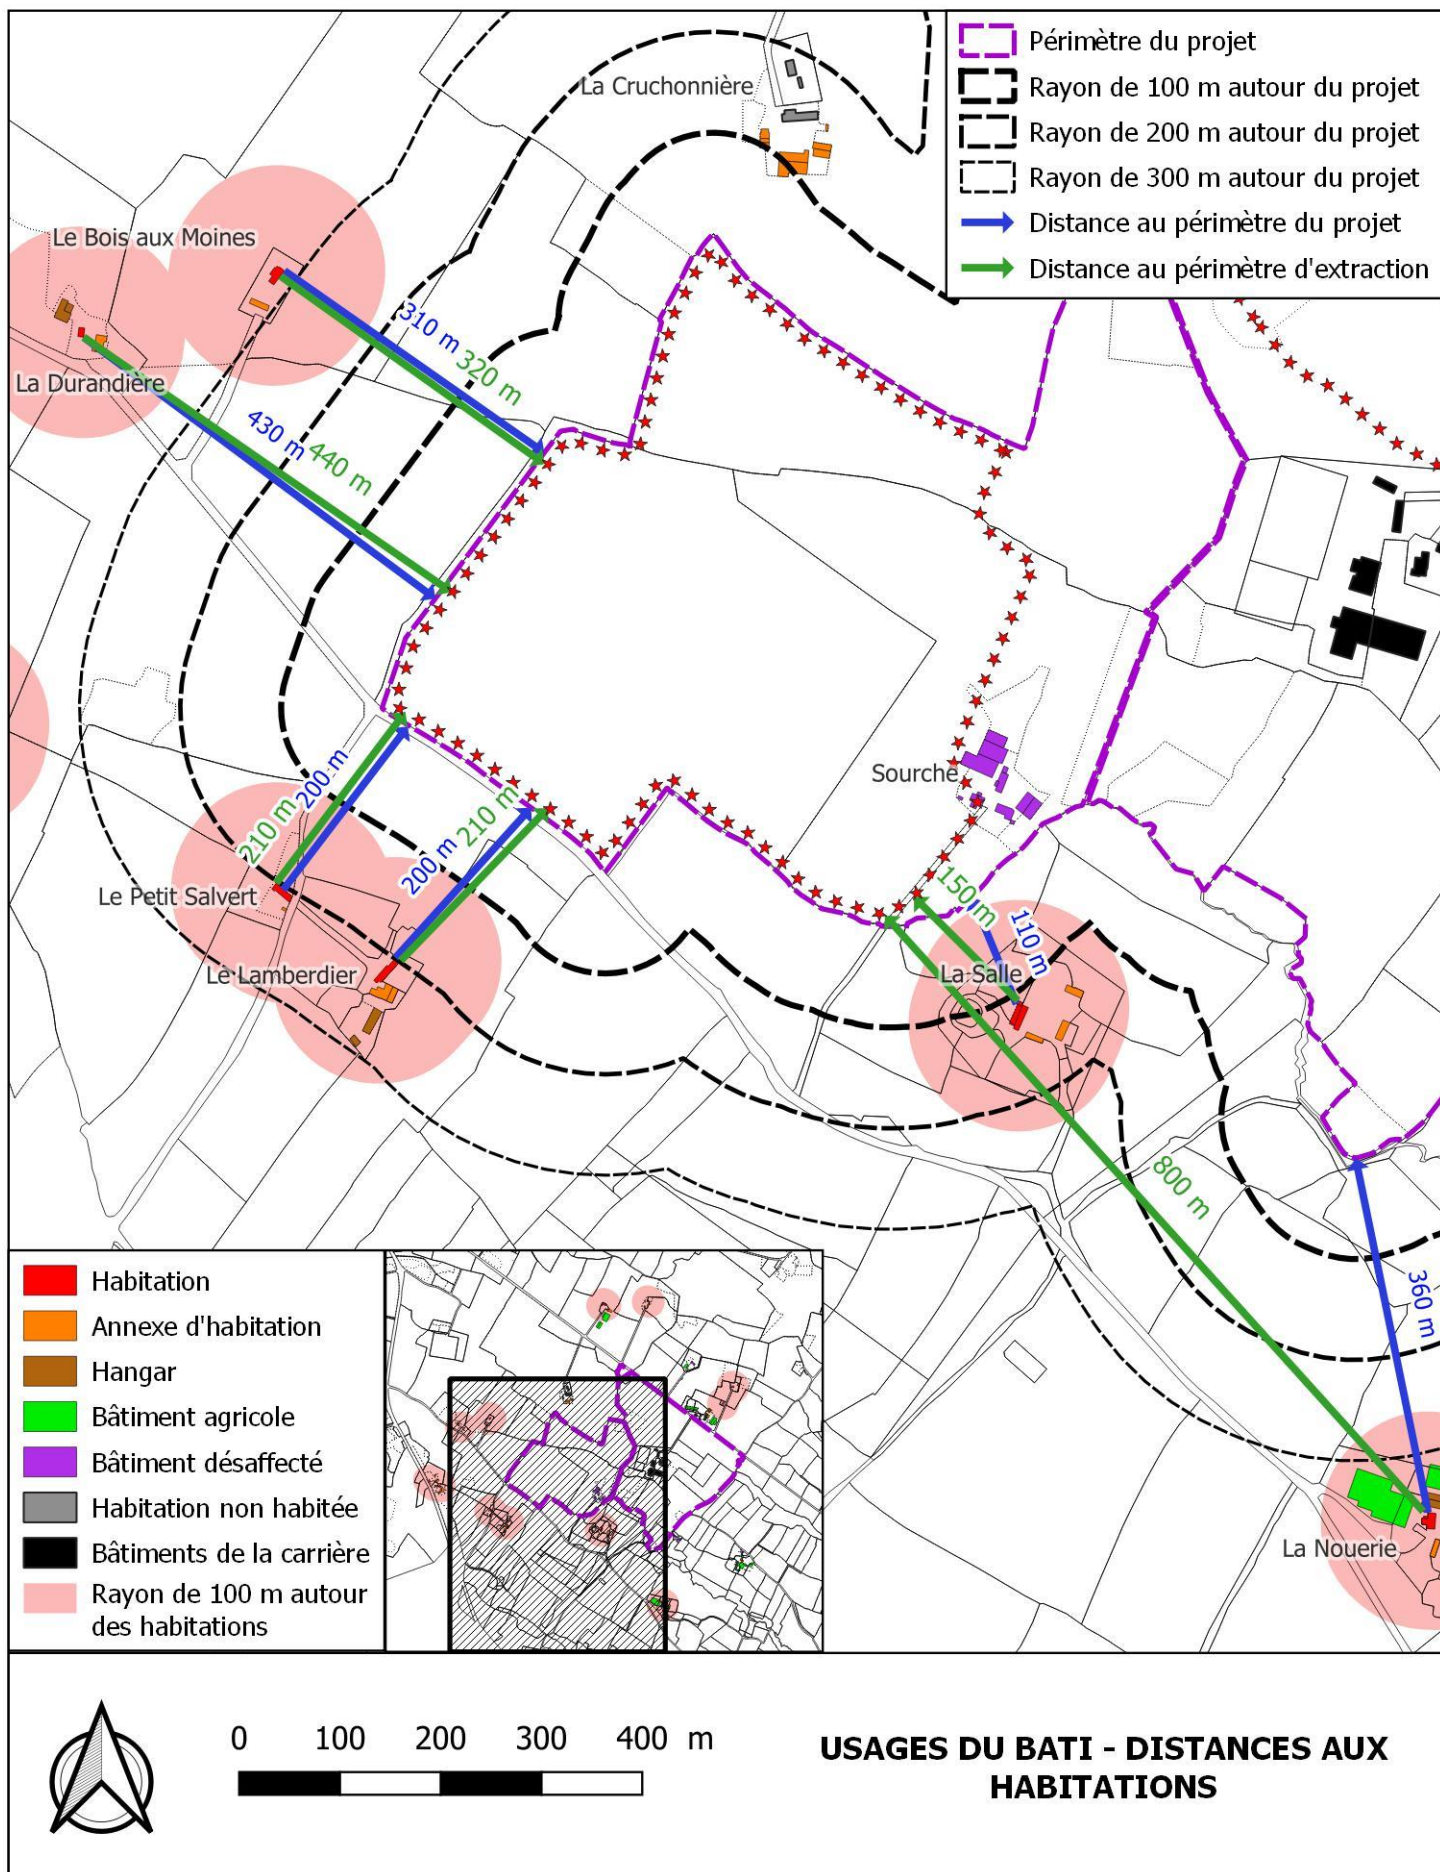 Périmètre du projet
Rayon de 100 m autour du projet
Rayon de 200 m autour du projet
Rayon de 300 m autour du projet
Distance au périmètre du projet
Distance au périmètre d'extraction
La Cruchonnière
Le Bois aux Moines
La Durandière
310 m
320 m
430 m
440 m
Sourche
210 m
200 m
200 m
210 m
Le Petit Salvert
Le Lamberdier
150 m
110 m
La Salle
800 m
360 m
La Nouerie
Habitation
Annexe d'habitation
Hangar
Bâtiment agricole
Bâtiment désaffecté
Habitation non habitée
Bâtiments de la carrière
Rayon de 100 m autour
des habitations
0 100 200 300 400 m
USAGES DU BATI - DISTANCES AUX
HABITATIONS